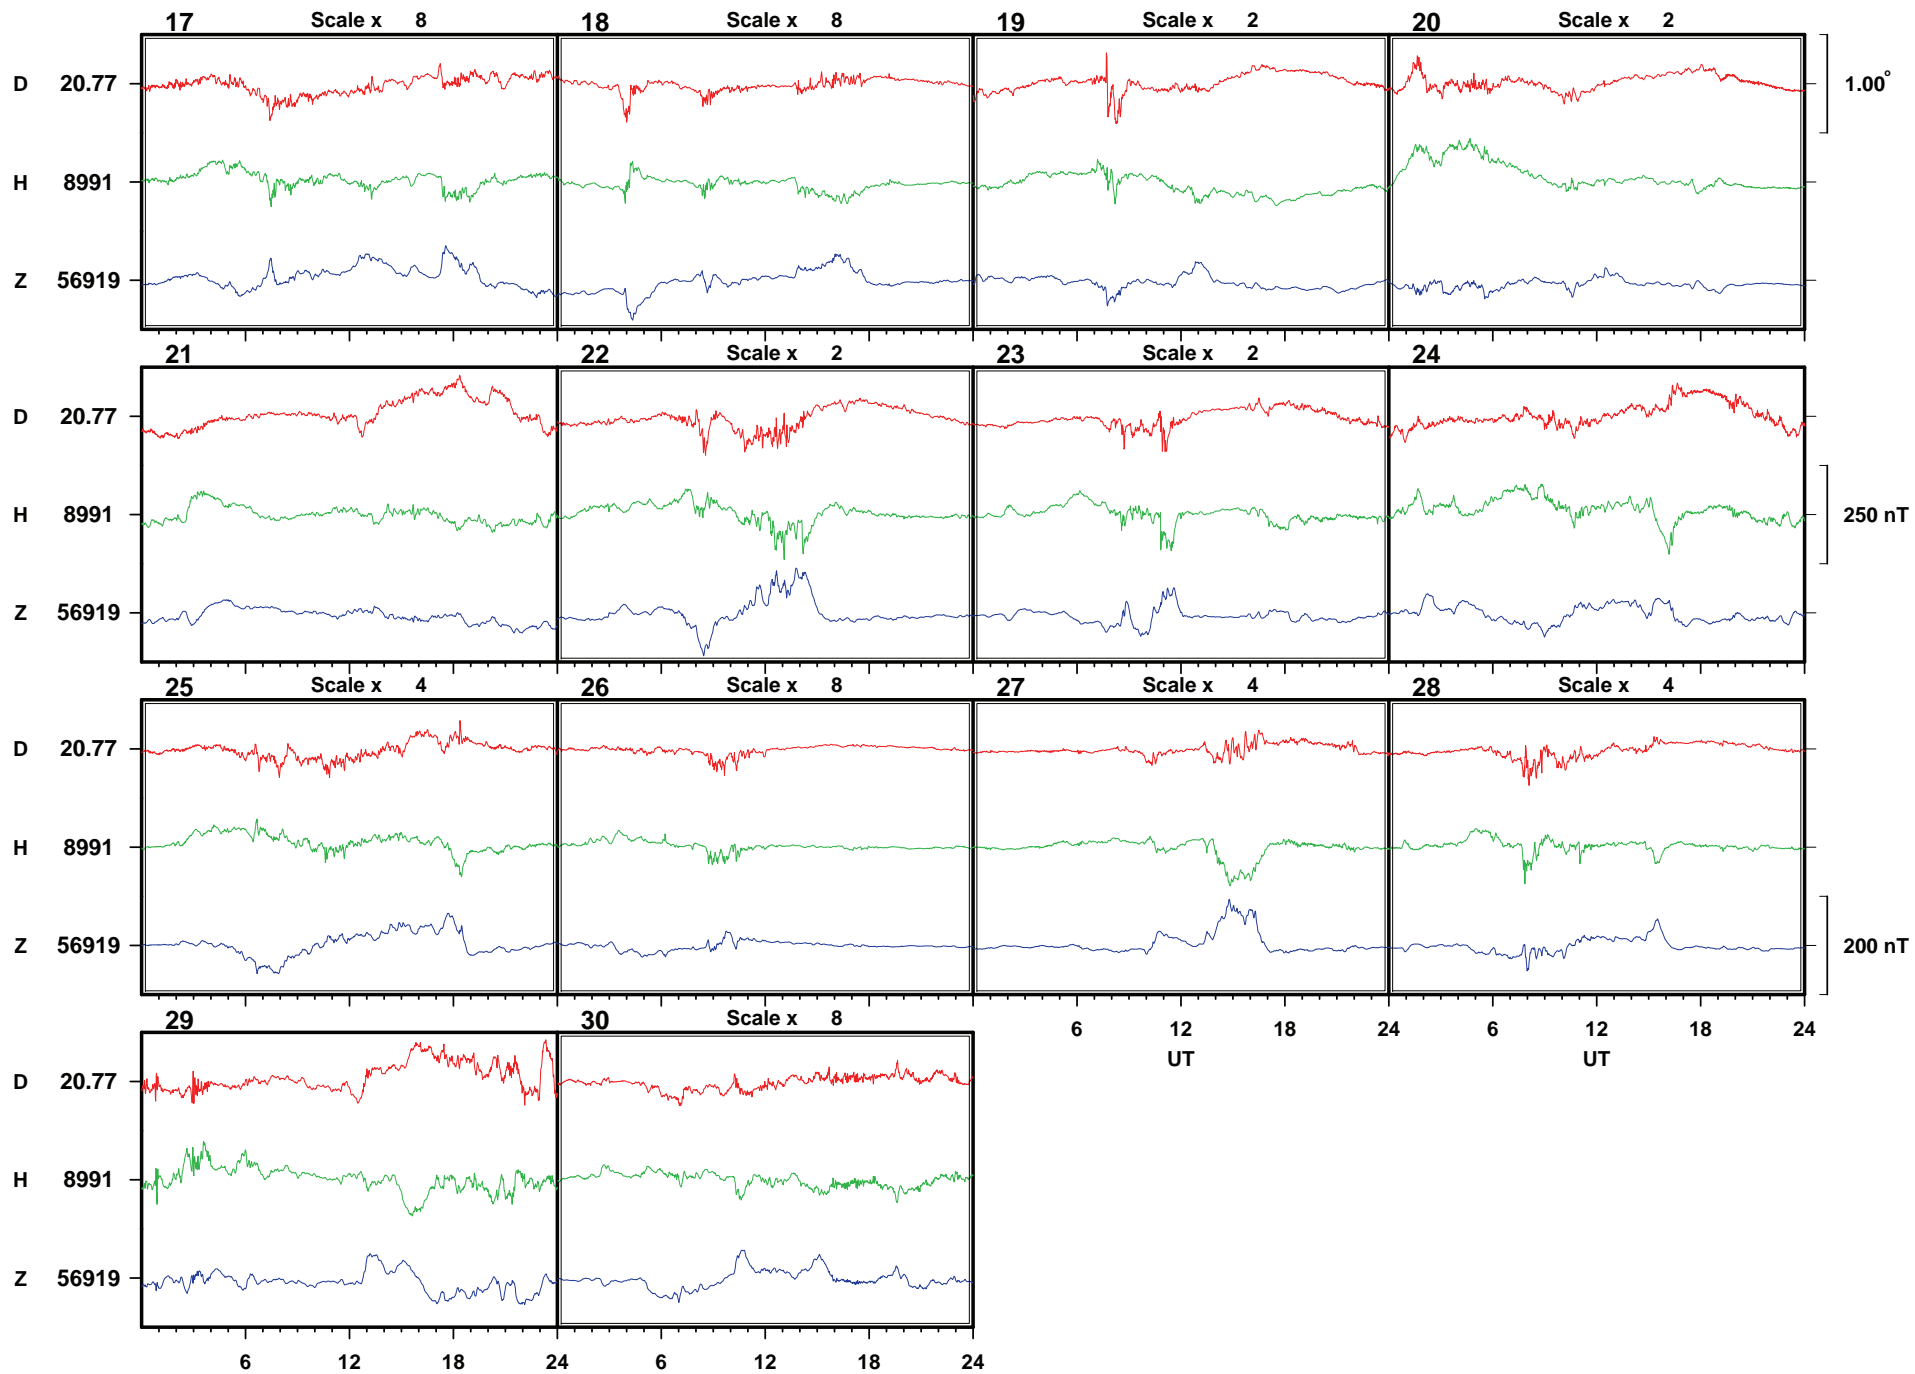 17 Scale x 8 18 Scale x 8 19 Scale x 2 20 Scale x 2
D 20.77 1.00°
H 8991
Z 56919
21 22 Scale x 2 23 Scale x 2 24
D 20.77
H 8991 250 nT
Z 56919
25 Scale x 4 26 Scale x 8 27 Scale x 4 28 Scale x 4
D 20.77
H 8991
Z 56919 200 nT
29 30 Scale x 8 6 12 18 24 6 12 18 24
UT UT
D 20.77
H 8991
Z 56919
6 12 18 24 6 12 18 24